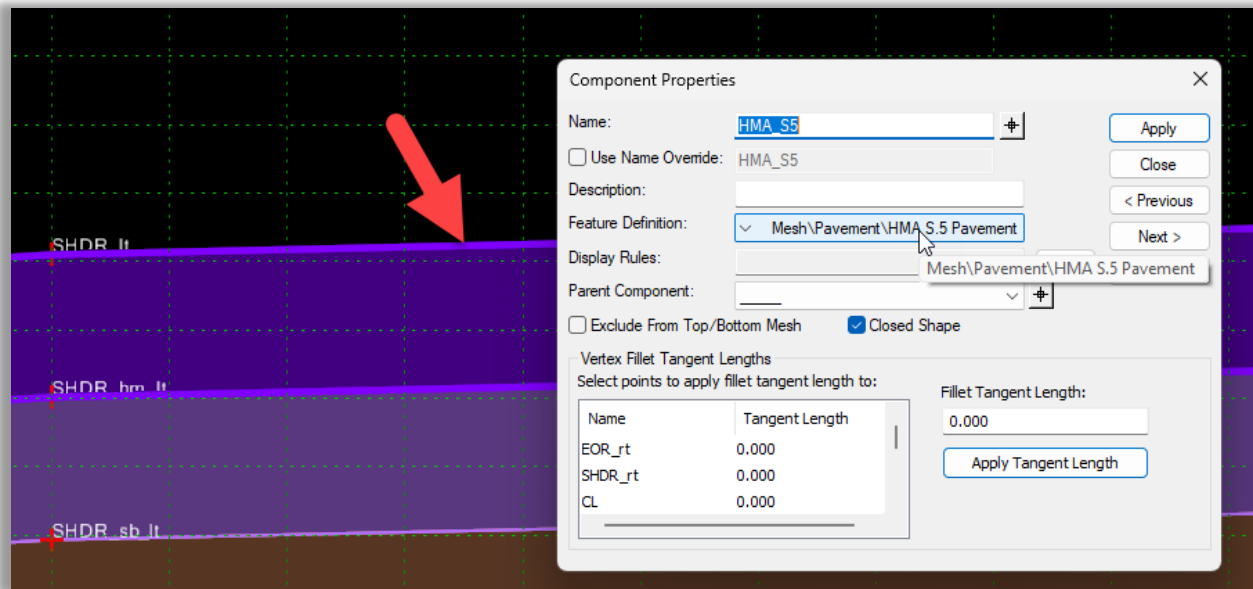 Component Properties
Name:
HMA_S5
Apply
Use Name Override:
HMA_S5
Close
Description:
< Previous
Feature Definition:
Mesh\Pavement\HMA S.5 Pavement
Next >
Display Rules:
Mesh\Pavement\HMA S.5 Pavement
Parent Component:
Exclude From Top/Bottom Mesh
Closed Shape
Vertex Fillet Tangent Lengths
Select points to apply fillet tangent length to:
Fillet Tangent Length:
Name Tangent Length
0.000
EOR_rt 0.000
SHDR_rt 0.000
Apply Tangent Length
CL 0.000
SHDR_lt
SHDR_bm_lt
SHDR_sb_lt